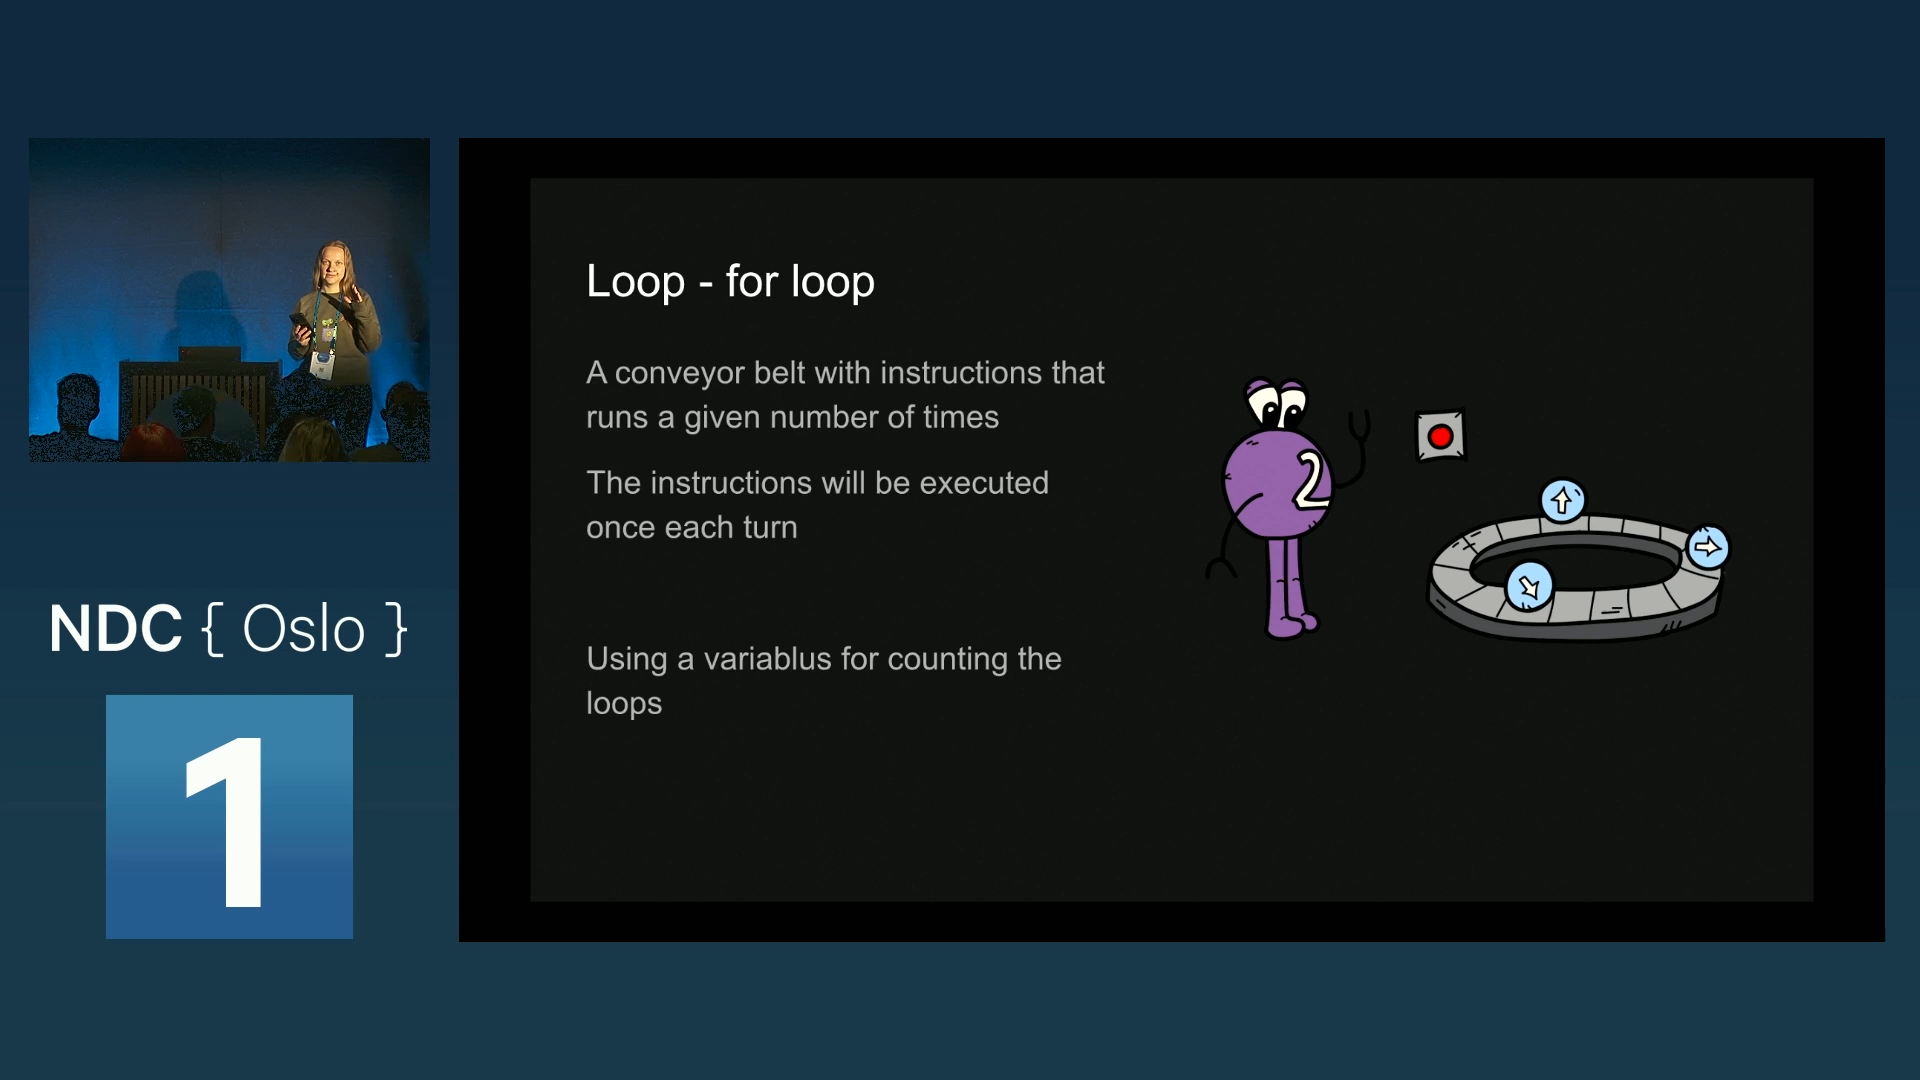 Loop - for loop
A conveyor belt with instructions that
runs a given number of times
The instructions will be executed
once each turn
Using a variablus for counting the
loops
2
NDC { Oslo }
1